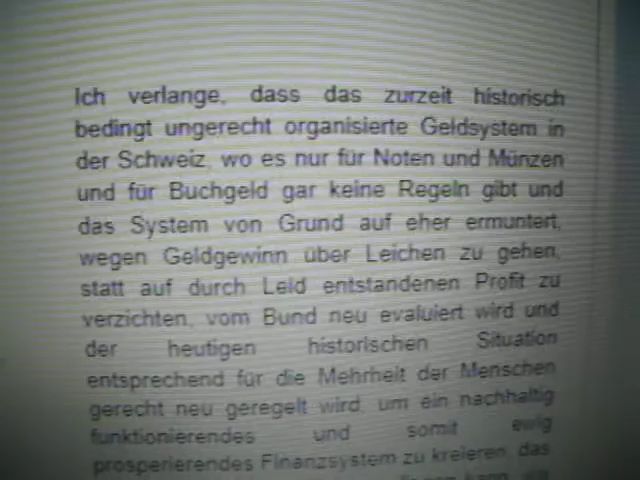 Ich verlange, dass das zurzeit historisch
bedingt ungerecht organisierte Geldsystem in
der Schweiz, wo es nur für Noten und Münzen
und für Buchgeld gar keine Regeln gibt und
das System von Grund auf eher ermuntert,
wegen Geldgewinn über Leichen zu gehen,
statt auf durch Leid entstandenen Profit zu
verzichten, vom Bund neu evaluiert wird und
der heutigen historischen Situation
entsprechend für die Mehrheit der Menschen
gerecht neu geregelt wird, um ein nachhaltig
funktionierendes und somit ewig
prosperierendes Finanzsystem zu kreieren, das